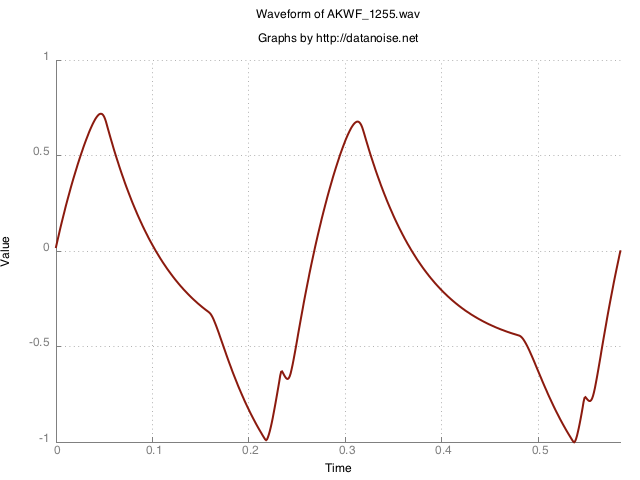 Waveform of AKWF_1255.wav
Graphs by http://datanoise.net
1
0.5
0
-0.5
-1
Value
0 0.1 0.2 0.3 0.4 0.5
Time